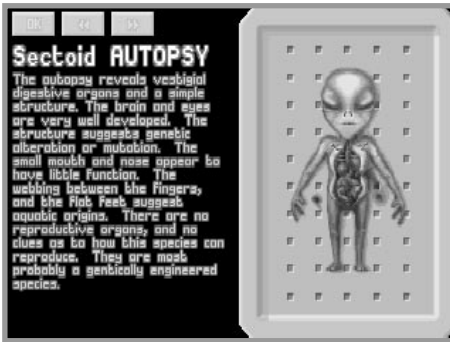 OK << >>
Sectoid AUTOPSY
The autopsy reveals vestigial
digestive organs and a simple
structure. The brain and eyes
are very well developed. The
structure suggests genetic
alteration or mutation. The
small mouth and nose appear to
have little function. The
webbing between the fingers,
and the flat feet suggest
aquatic origins. There are no
reproductive organs, and no
clues as to how this species can
reproduce. They are most
probably a gentically engineered
species.